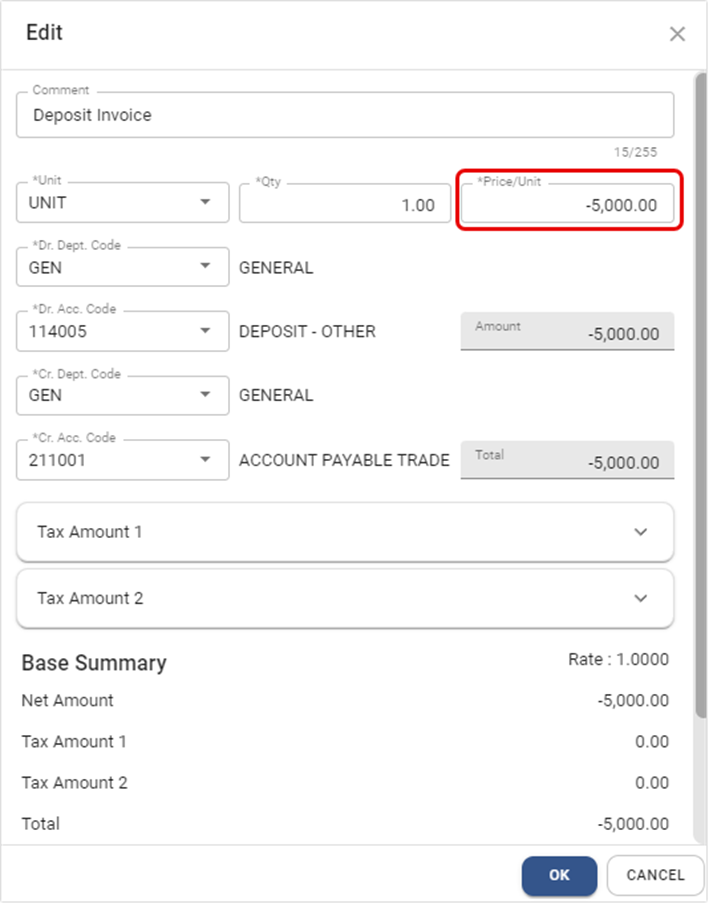 Edit
Comment
Deposit Invoice
15/255
*Unit
UNIT
*Qty
1.00
*Price/Unit
-5,000.00
*Dr. Dept. Code
GEN
GENERAL
*Dr. Acc. Code
114005
DEPOSIT - OTHER
Amount
-5,000.00
*Cr. Dept. Code
GEN
GENERAL
*Cr. Acc. Code
211001
ACCOUNT PAYABLE TRADE
Total
-5,000.00
Tax Amount 1
Tax Amount 2
Base Summary
Rate : 1.0000
Net Amount
-5,000.00
Tax Amount 1
0.00
Tax Amount 2
0.00
Total
-5,000.00
OK
CANCEL